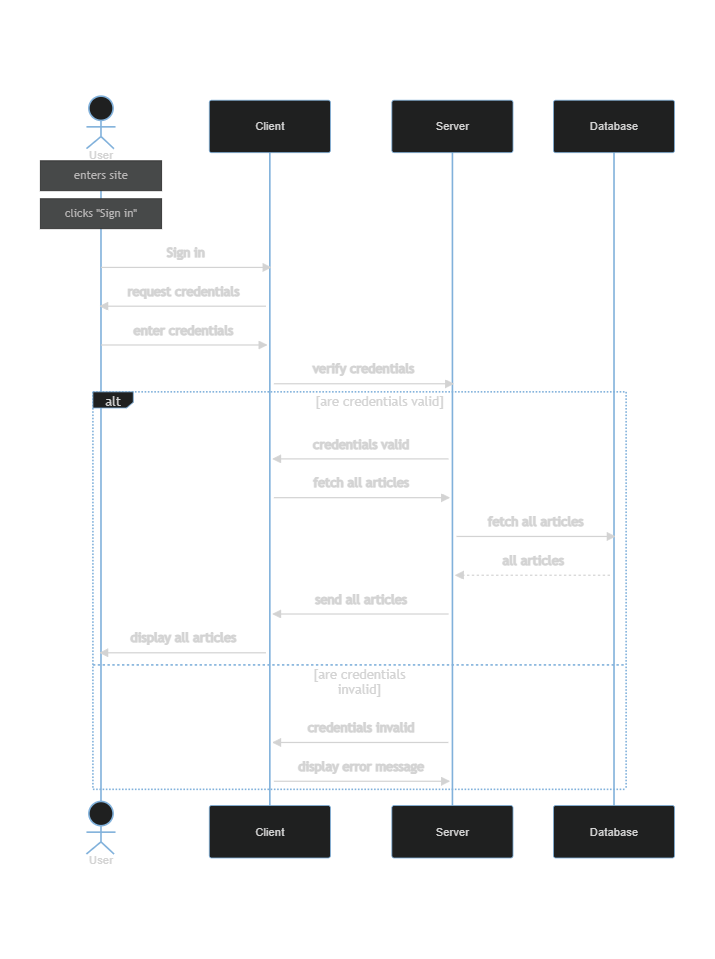 Client
Server
Database
User
enters site
clicks "Sign in"
Sign in
request credentials
enter credentials
verify credentials
alt
[are credentials valid]
credentials valid
fetch all articles
fetch all articles
all articles
send all articles
display all articles
[are credentials
invalid]
credentials invalid
display error message
Client
Server
Database
User